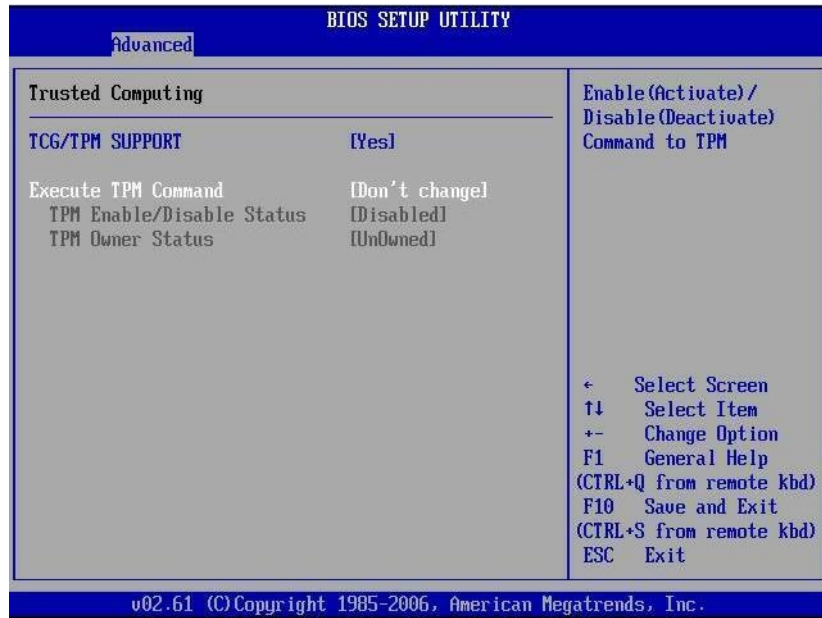 BIOS SETUP UTILITY
Advanced
Trusted Computing
TCG/TPM SUPPORT [Yes]
Execute TPM Command [Don't change]
TPM Enable/Disable Status [Disabled]
TPM Owner Status [UnOwned]
Enable(Activate)/
Disable(Deactivate)
Command to TPM
← Select Screen
↑↓ Select Item
+- Change Option
F1 General Help
(CTRL+Q from remote kbd)
F10 Save and Exit
(CTRL+S from remote kbd)
ESC Exit
v02.61 (C)Copyright 1985-2006, American Megatrends, Inc.